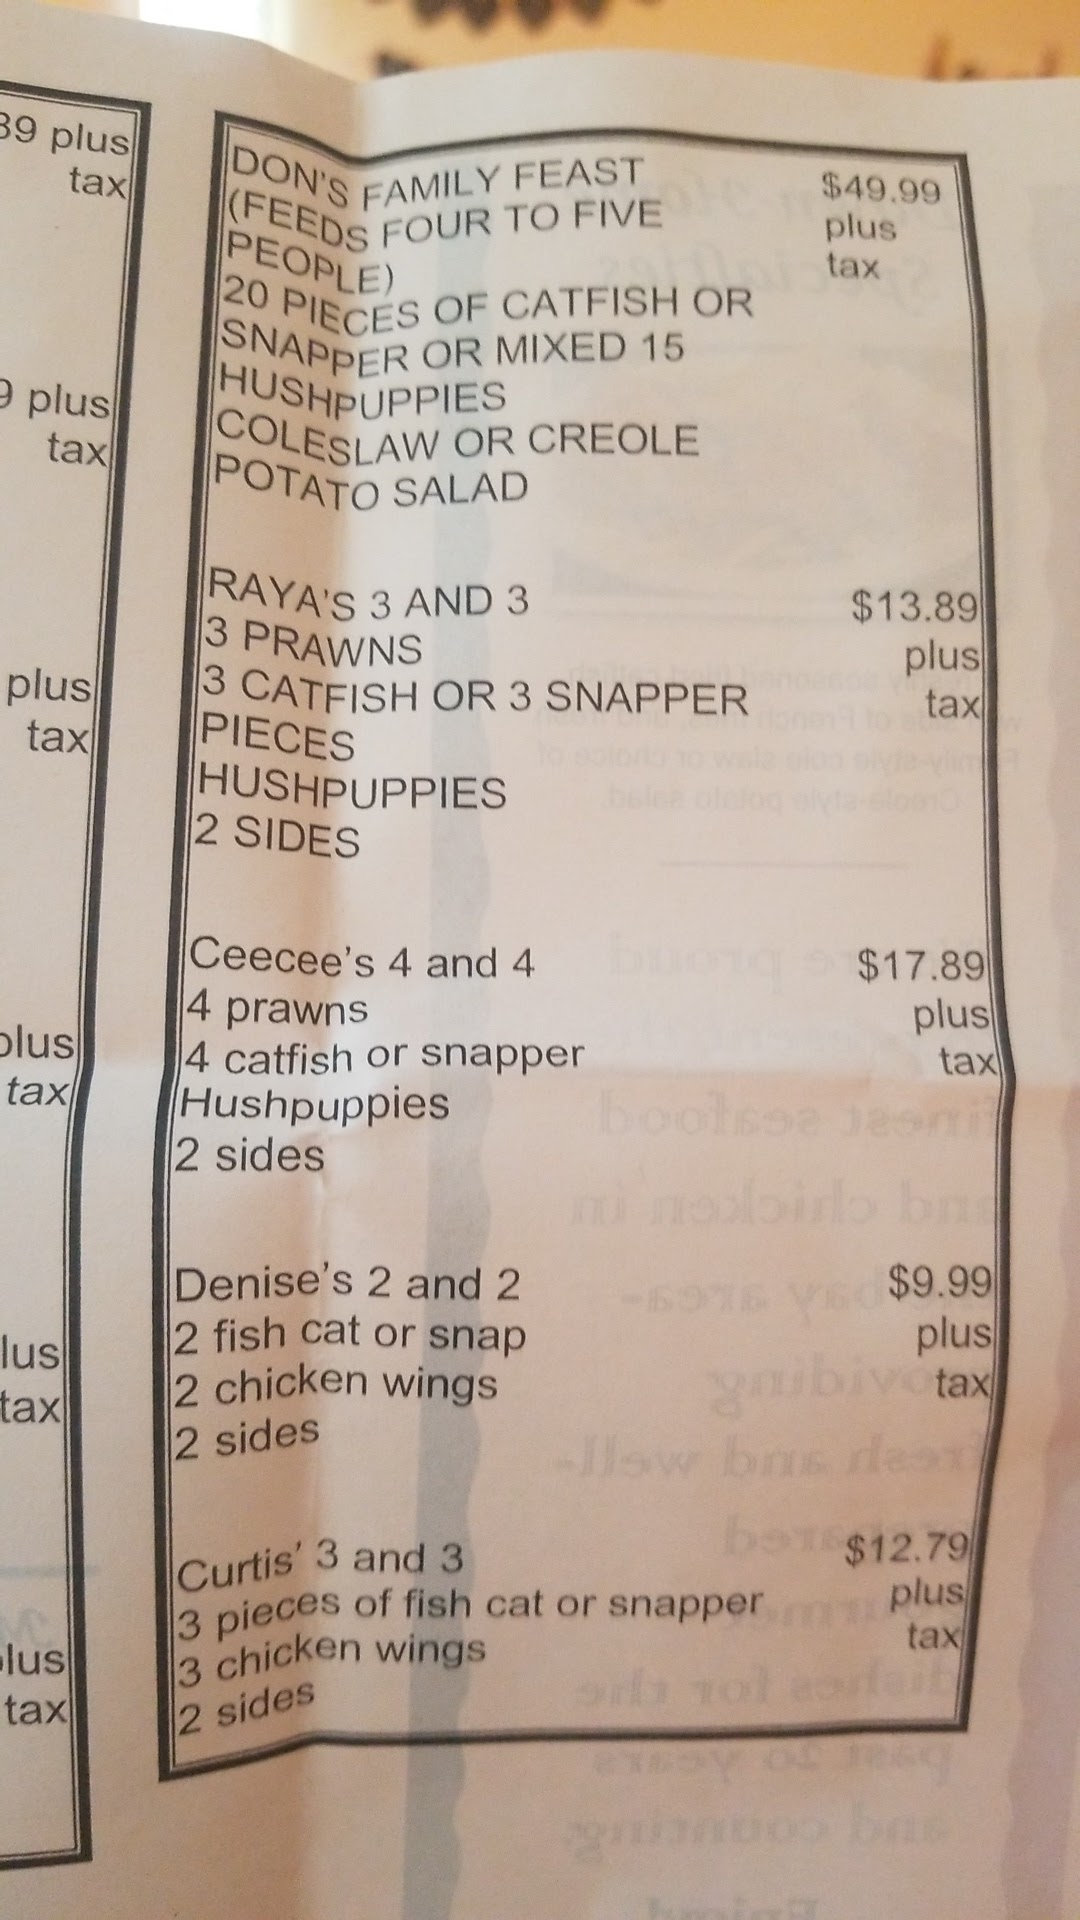 39 plus
tax
9 plus
tax
plus
tax
plus
tax
lus
tax
lus
tax
DON'S FAMILY FEAST
(FEEDS FOUR TO FIVE
PEOPLE)
20 PIECES OF CATFISH OR
SNAPPER OR MIXED 15
HUSHPUPPIES
COLESLAW OR CREOLE
POTATO SALAD
$49.99
plus
tax
RAYA'S 3 AND 3
3 PRAWNS
3 CATFISH OR 3 SNAPPER
PIECES
HUSHPUPPIES
2 SIDES
$13.89
plus
tax
Ceecee's 4 and 4
4 prawns
4 catfish or snapper
Hushpuppies
2 sides
$17.89
plus
tax
Denise's 2 and 2
2 fish cat or snap
2 chicken wings
2 sides
$9.99
plus
tax
Curtis' 3 and 3
3 pieces of fish cat or snapper
3 chicken wings
2 sides
$12.79
plus
tax